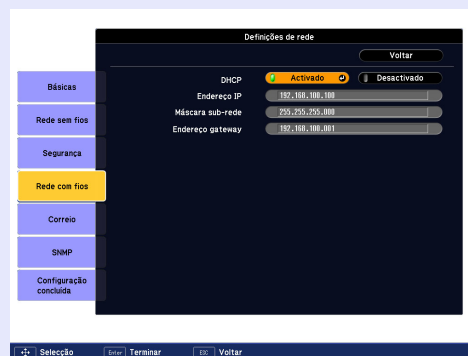 Definições de rede
Voltar
Básicas
Rede sem fios
Segurança
Rede com fios
Correio
SNMP
Configuração
concluída
DHCP Activado Desactivado
Endereço IP 192.168.100.100
Máscara sub-rede 255.255.255.000
Endereço gateway 192.168.100.001
Selecção Enter Terminar ESC Voltar